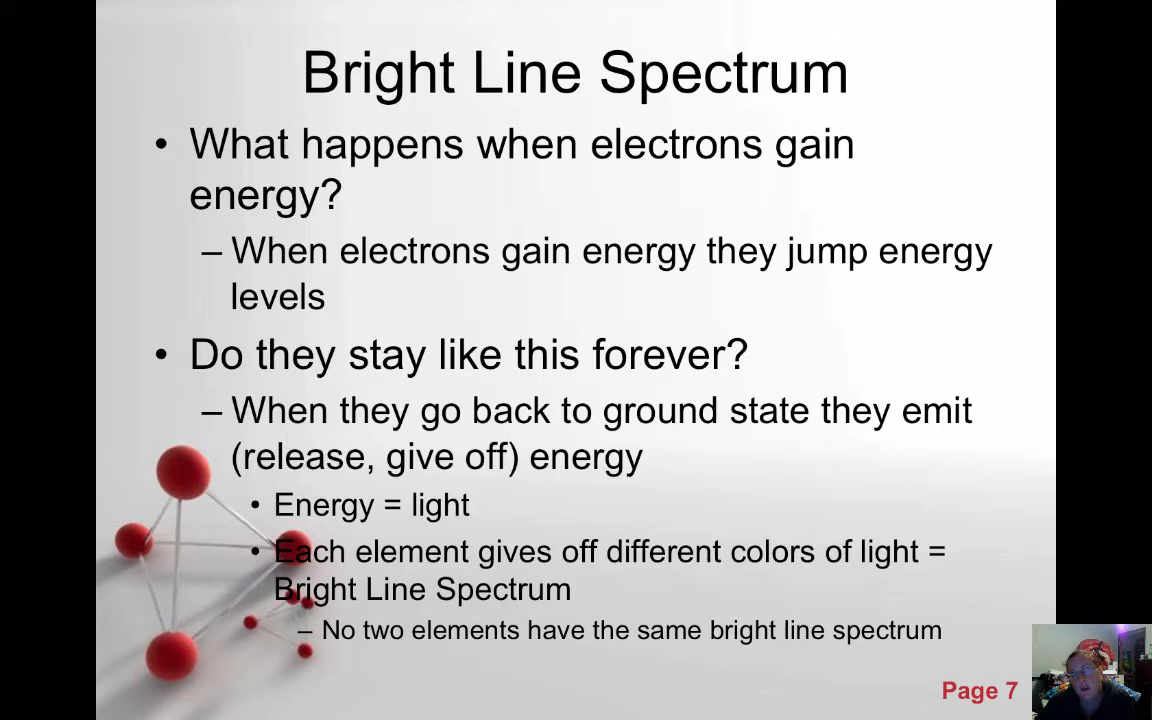 Bright Line Spectrum
• What happens when electrons gain
energy?
– When electrons gain energy they jump energy
levels
• Do they stay like this forever?
– When they go back to ground state they emit
(release, give off) energy
• Energy = light
• Each element gives off different colors of light =
Bright Line Spectrum
– No two elements have the same bright line spectrum
Page 7